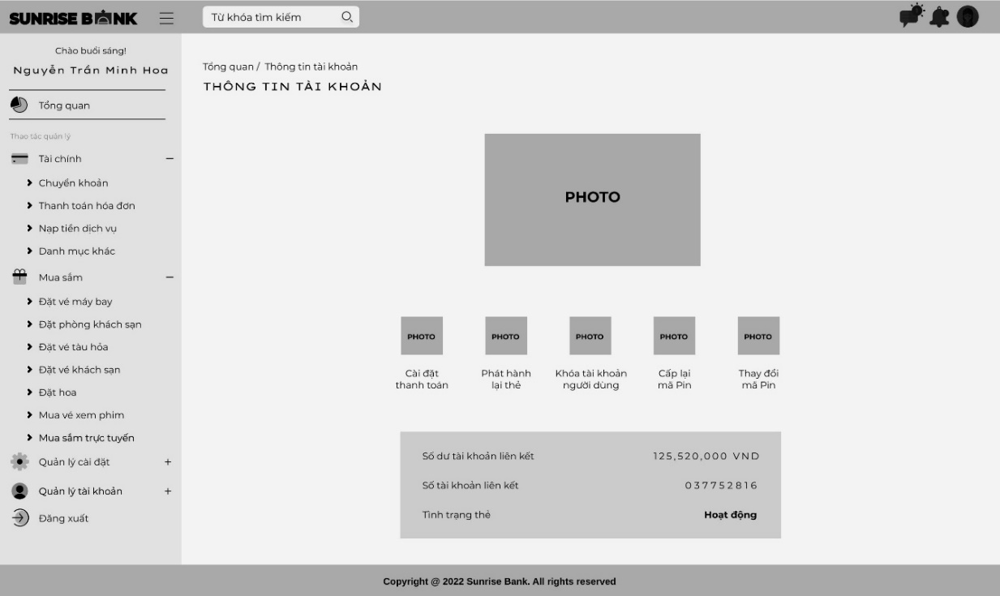 SUNRISE BANK
Từ khóa tìm kiếm
Chào buổi sáng!
Nguyễn Trần Minh Hoa
Tổng quan
Thao tác quản lý
Tài chính
Chuyển khoản
Thanh toán hóa đơn
Nạp tiền dịch vụ
Danh mục khác
Mua sắm
Đặt vé máy bay
Đặt phòng khách sạn
Đặt vé tàu hỏa
Đặt vé khách sạn
Đặt hoa
Mua vé xem phim
Mua sắm trực tuyến
Quản lý cài đặt
Quản lý tài khoản
Đăng xuất
Tổng quan / Thông tin tài khoản
THÔNG TIN TÀI KHOẢN
PHOTO
PHOTO
PHOTO
PHOTO
PHOTO
PHOTO
Cài đặt
thanh toán
Phát hành
lại thẻ
Khóa tài khoản
người dùng
Cấp lại
mã Pin
Thay đổi
mã Pin
Số dư tài khoản liên kết 125,520,000 VND
Số tài khoản liên kết 037752816
Tình trạng thẻ Hoạt động
Copyright @ 2022 Sunrise Bank. All rights reserved